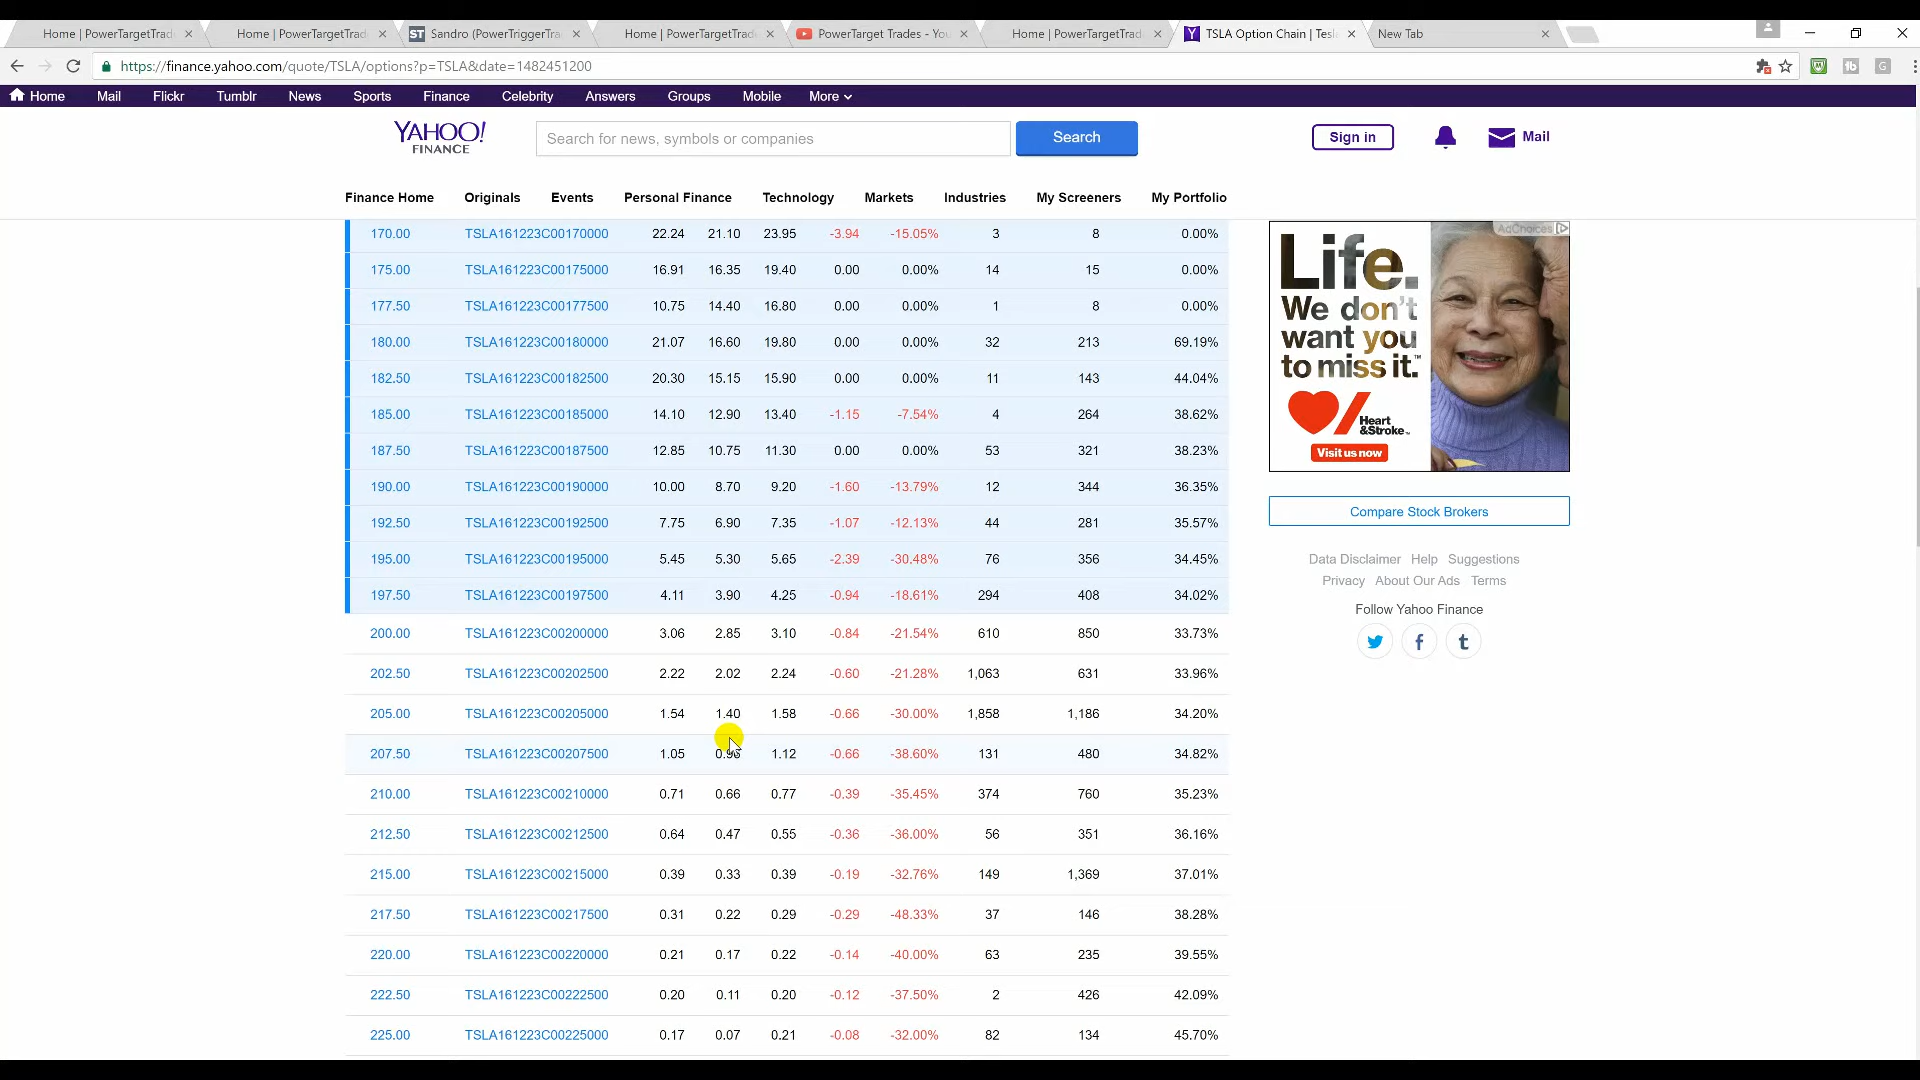 Home | PowerTargetTrad
Home | PowerTargetTrad
ST Sandro (PowerTriggerTra
Home | PowerTargetTrad
PowerTarget Trades - You
Home | PowerTargetTrad
TSLA Option Chain | Tesla
New Tab
https://finance.yahoo.com/quote/TSLA/options?p=TSLA&date=1482451200
Home Mail Flickr Tumblr News Sports Finance Celebrity Answers Groups Mobile More
YAHOO!
FINANCE
Search for news, symbols or companies
Search
Sign in
Mail
Finance Home Originals Events Personal Finance Technology Markets Industries My Screeners My Portfolio
170.00 TSLA161223C00170000 22.24 21.10 23.95 -3.94 -15.05% 3 8 0.00%
175.00 TSLA161223C00175000 16.91 16.35 19.40 0.00 0.00% 14 15 0.00%
177.50 TSLA161223C00177500 10.75 14.40 16.80 0.00 0.00% 1 8 0.00%
180.00 TSLA161223C00180000 21.07 16.60 19.80 0.00 0.00% 32 213 69.19%
182.50 TSLA161223C00182500 20.30 15.15 15.90 0.00 0.00% 11 143 44.04%
185.00 TSLA161223C00185000 14.10 12.90 13.40 -1.15 -7.54% 4 264 38.62%
187.50 TSLA161223C00187500 12.85 10.75 11.30 0.00 0.00% 53 321 38.23%
190.00 TSLA161223C00190000 10.00 8.70 9.20 -1.60 -13.79% 12 344 36.35%
192.50 TSLA161223C00192500 7.75 6.90 7.35 -1.07 -12.13% 44 281 35.57%
195.00 TSLA161223C00195000 5.45 5.30 5.65 -2.39 -30.48% 76 356 34.45%
197.50 TSLA161223C00197500 4.11 3.90 4.25 -0.94 -18.61% 294 408 34.02%
200.00 TSLA161223C00200000 3.06 2.85 3.10 -0.84 -21.54% 610 850 33.73%
202.50 TSLA161223C00202500 2.22 2.02 2.24 -0.60 -21.28% 1,063 631 33.96%
205.00 TSLA161223C00205000 1.54 1.40 1.58 -0.66 -30.00% 1,858 1,186 34.20%
207.50 TSLA161223C00207500 1.05 1.12 -0.66 -38.60% 131 480 34.82%
210.00 TSLA161223C00210000 0.71 0.66 0.77 -0.39 -35.45% 374 760 35.23%
212.50 TSLA161223C00212500 0.64 0.47 0.55 -0.36 -36.00% 56 351 36.16%
215.00 TSLA161223C00215000 0.39 0.33 0.39 -0.19 -32.76% 149 1,369 37.01%
217.50 TSLA161223C00217500 0.31 0.22 0.29 -0.29 -48.33% 37 146 38.28%
220.00 TSLA161223C00220000 0.21 0.17 0.22 -0.14 -40.00% 63 235 39.55%
222.50 TSLA161223C00222500 0.20 0.11 0.20 -0.12 -37.50% 2 426 42.09%
225.00 TSLA161223C00225000 0.17 0.07 0.21 -0.08 -32.00% 82 134 45.70%
AdChoices
Life.
We don't
want you
to miss it.™
Heart
&Stroke
Visit us now
Compare Stock Brokers
Data Disclaimer Help Suggestions
Privacy About Our Ads Terms
Follow Yahoo Finance